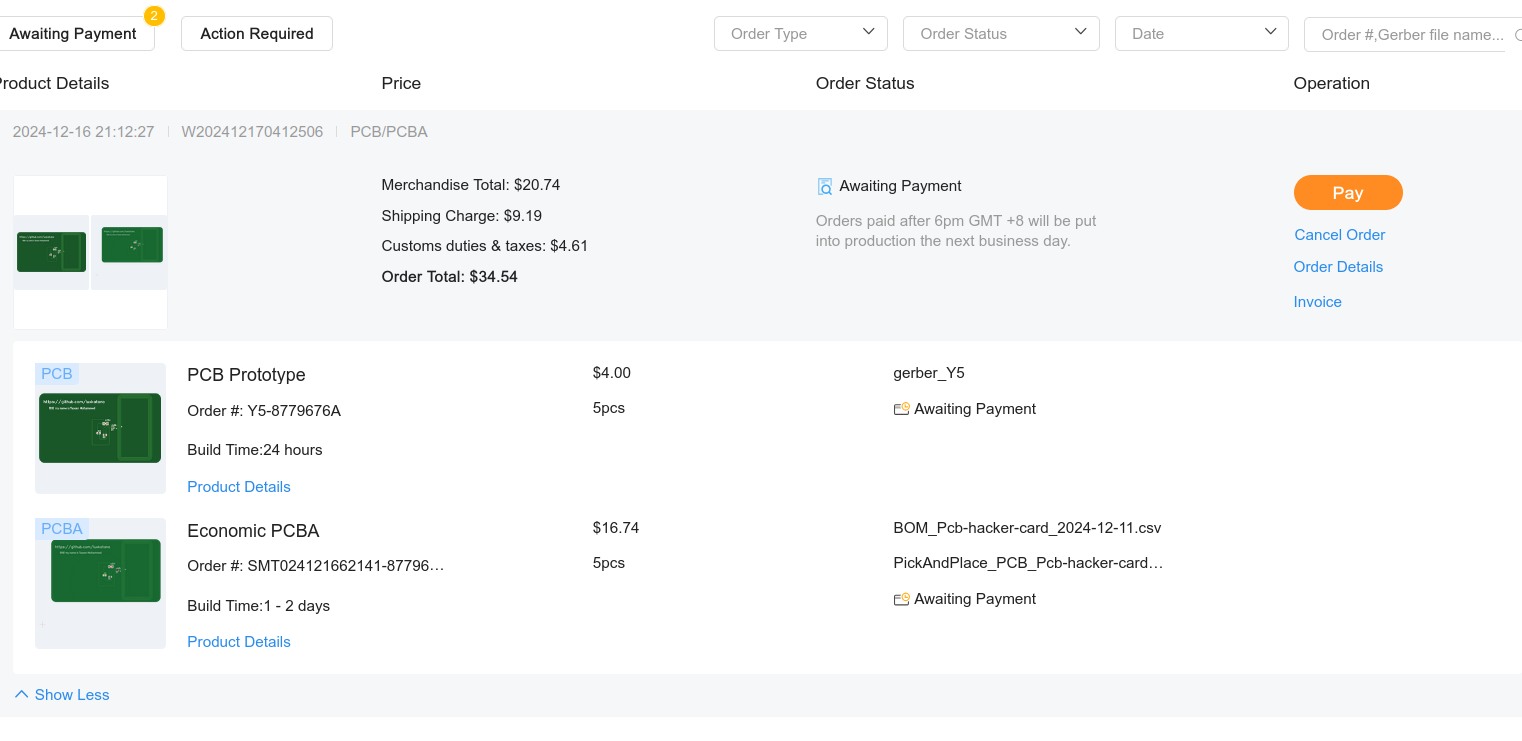 Awaiting Payment
2
Action Required
Order Type
Order Status
Date
Order #,Gerber file name...
Product Details
Price
Order Status
Operation
2024-12-16 21:12:27
W202412170412506
PCB/PCBA
Merchandise Total: $20.74
Shipping Charge: $9.19
Customs duties & taxes: $4.61
Order Total: $34.54
Awaiting Payment
Orders paid after 6pm GMT +8 will be put
into production the next business day.
Pay
Cancel Order
Order Details
Invoice
PCB
PCB Prototype
Order #: Y5-8779676A
Build Time:24 hours
Product Details
$4.00
5pcs
gerber_Y5
Awaiting Payment
PCBA
Economic PCBA
Order #: SMT024121662141-87796…
Build Time:1 - 2 days
Product Details
$16.74
5pcs
BOM_Pcb-hacker-card_2024-12-11.csv
PickAndPlace_PCB_Pcb-hacker-card…
Awaiting Payment
Show Less